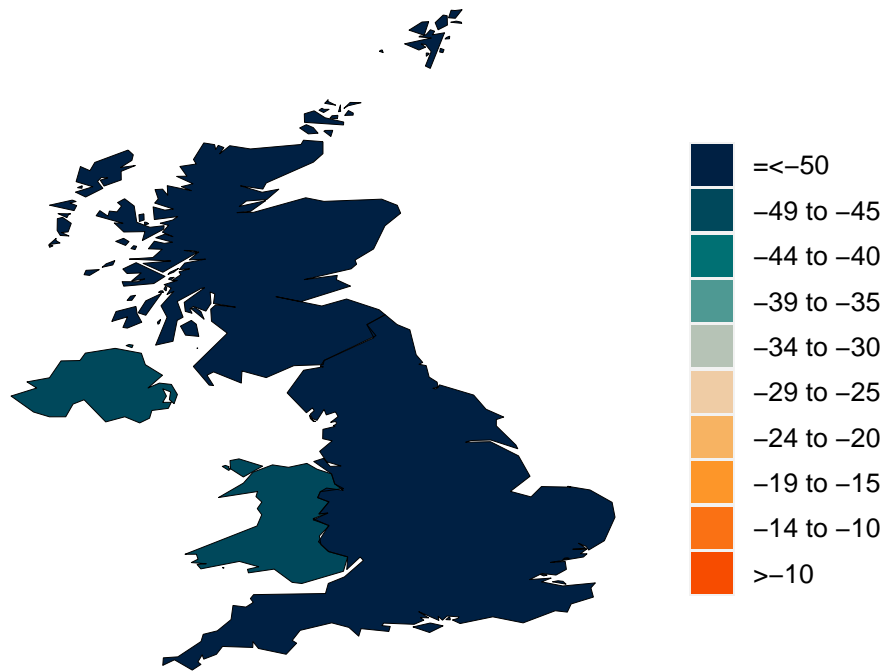 =<−50
−49 to −45
−44 to −40
−39 to −35
−34 to −30
−29 to −25
−24 to −20
−19 to −15
−14 to −10
>−10